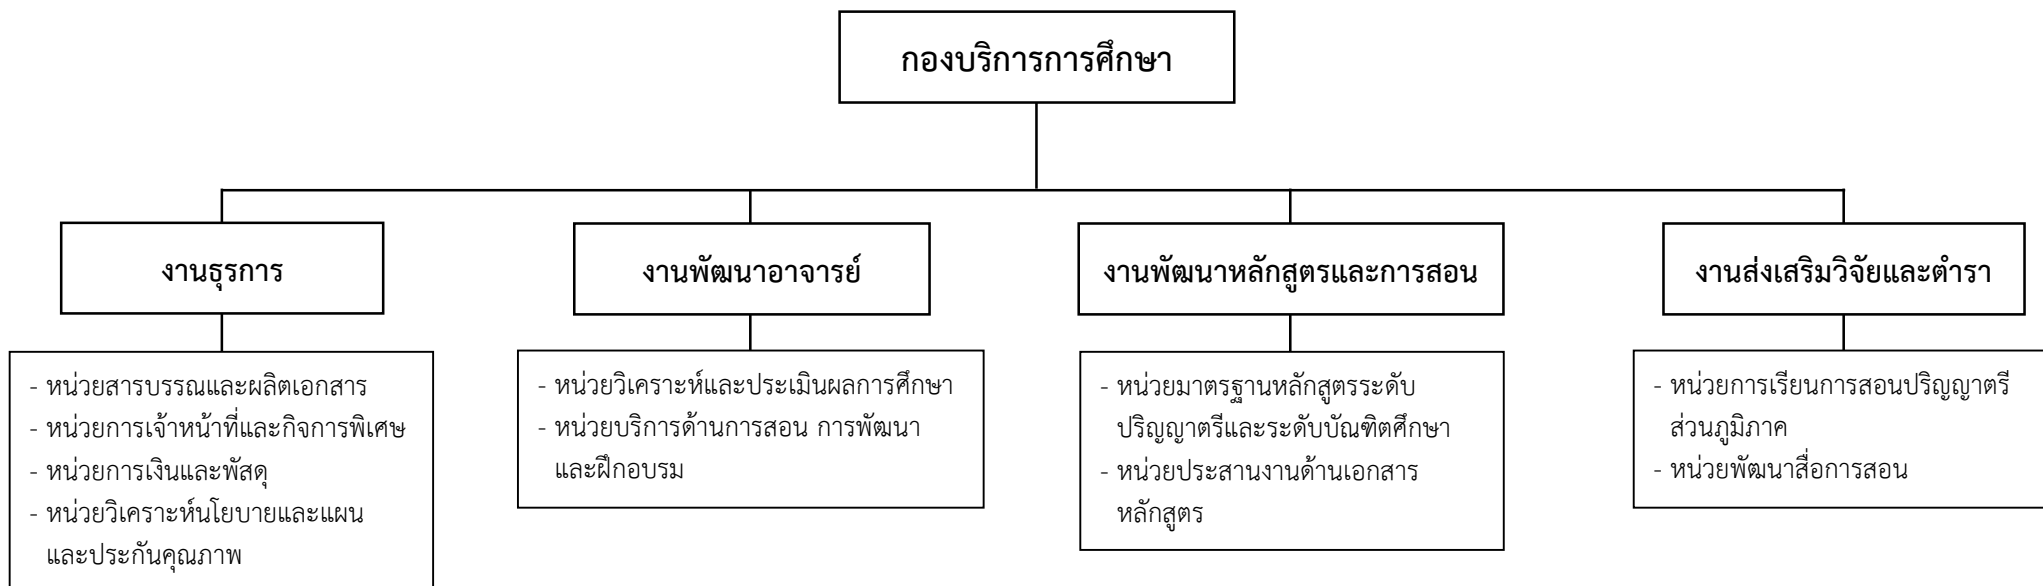 กองบริการการศึกษา
งานธุรการ
- หน่วยสารบรรณและผลิตเอกสาร
- หน่วยการเจ้าหน้าที่และกิจการพิเศษ
- หน่วยการเงินและพัสดุ
- หน่วยวิเคราะห์นโยบายและแผน
และประกันคุณภาพ
งานพัฒนาอาจารย์
- หน่วยวิเคราะห์และประเมินผลการศึกษา
- หน่วยบริการด้านการสอน การพัฒนา
และฝึกอบรม
งานพัฒนาหลักสูตรและการสอน
- หน่วยมาตรฐานหลักสูตรระดับ
ปริญญาตรีและระดับบัณฑิตศึกษา
- หน่วยประสานงานด้านเอกสาร
หลักสูตร
งานส่งเสริมวิจัยและตำรา
- หน่วยการเรียนการสอนปริญญาตรี
ส่วนภูมิภาค
- หน่วยพัฒนาสื่อการสอน